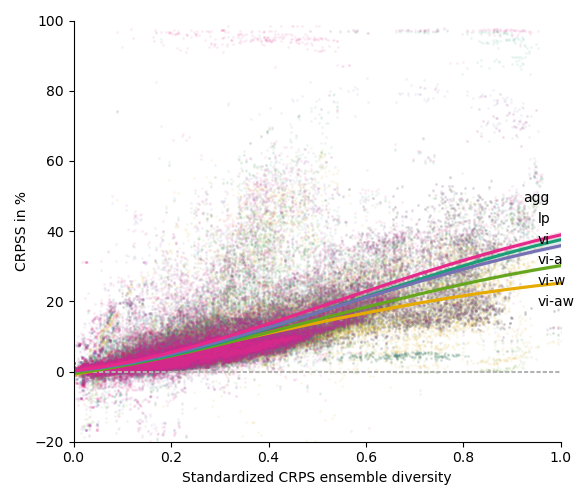 100
80
60
40
20
0
−20
CRPSS in %
agg
lp
vi
vi-a
vi-w
vi-aw
0.0 0.2 0.4 0.6 0.8 1.0
Standardized CRPS ensemble diversity